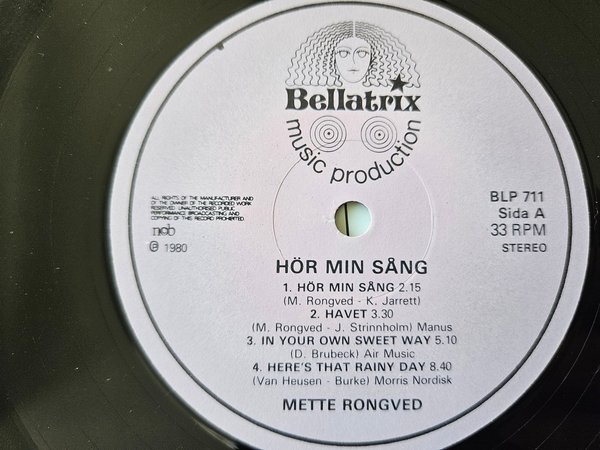 Bellatrix
music production
ALL RIGHTS OF THE MANUFACTURER AND
OF THE OWNER OF THE RECORDED WORK
RESERVED. UNAUTHORISED PUBLIC
PERFORMANCE BROADCASTING AND
COPYING OF THIS RECORD PROHIBITED.
ncb
℗ 1980
BLP 711
Sida A
33 RPM
STEREO
HÖR MIN SÅNG
1. HÖR MIN SÅNG 2.15
(M. Rongved - K. Jarrett)
2. HAVET 3.30
(M. Rongved - J. Strinnholm) Manus
3. IN YOUR OWN SWEET WAY 5.10
(D. Brubeck) Air Music
4. HERE'S THAT RAINY DAY 8.40
(Van Heusen - Burke) Morris Nordisk
METTE RONGVED